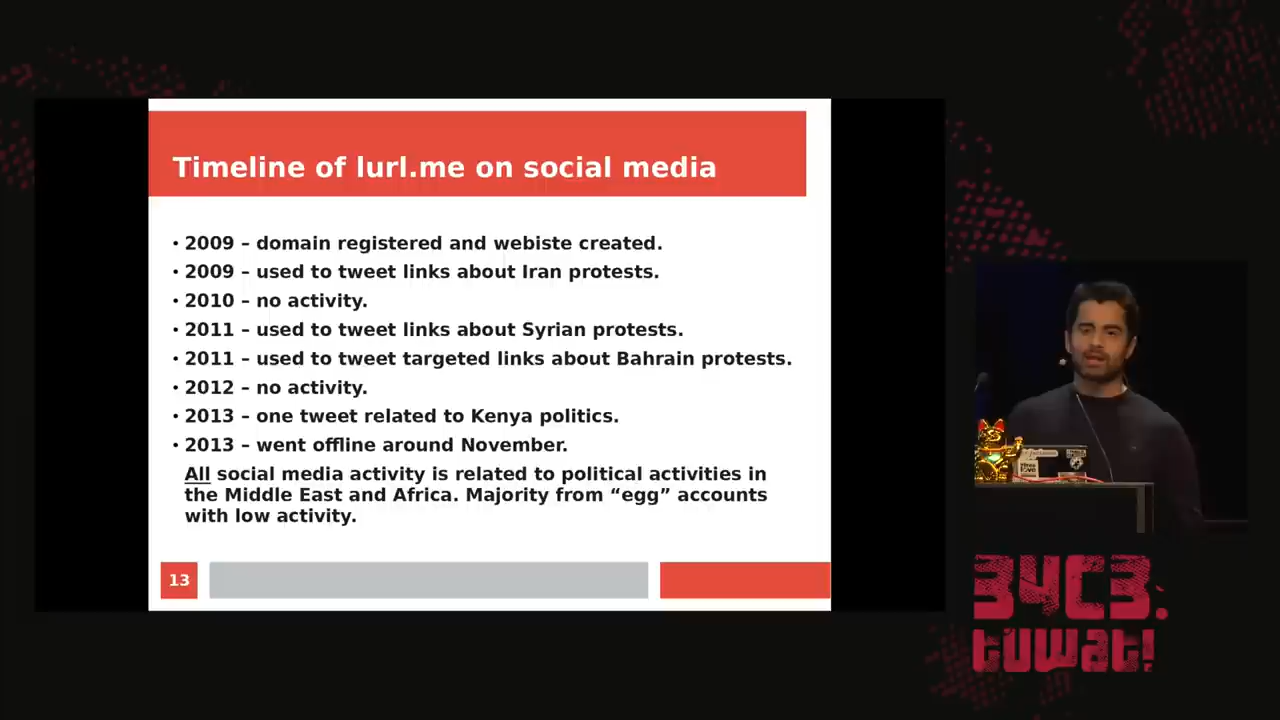 Timeline of lurl.me on social media
• 2009 – domain registered and webiste created.
• 2009 – used to tweet links about Iran protests.
• 2010 – no activity.
• 2011 – used to tweet links about Syrian protests.
• 2011 – used to tweet targeted links about Bahrain protests.
• 2012 – no activity.
• 2013 – one tweet related to Kenya politics.
• 2013 – went offline around November.
All social media activity is related to political activities in
the Middle East and Africa. Majority from “egg” accounts
with low activity.
13
34C3.
tuwat!